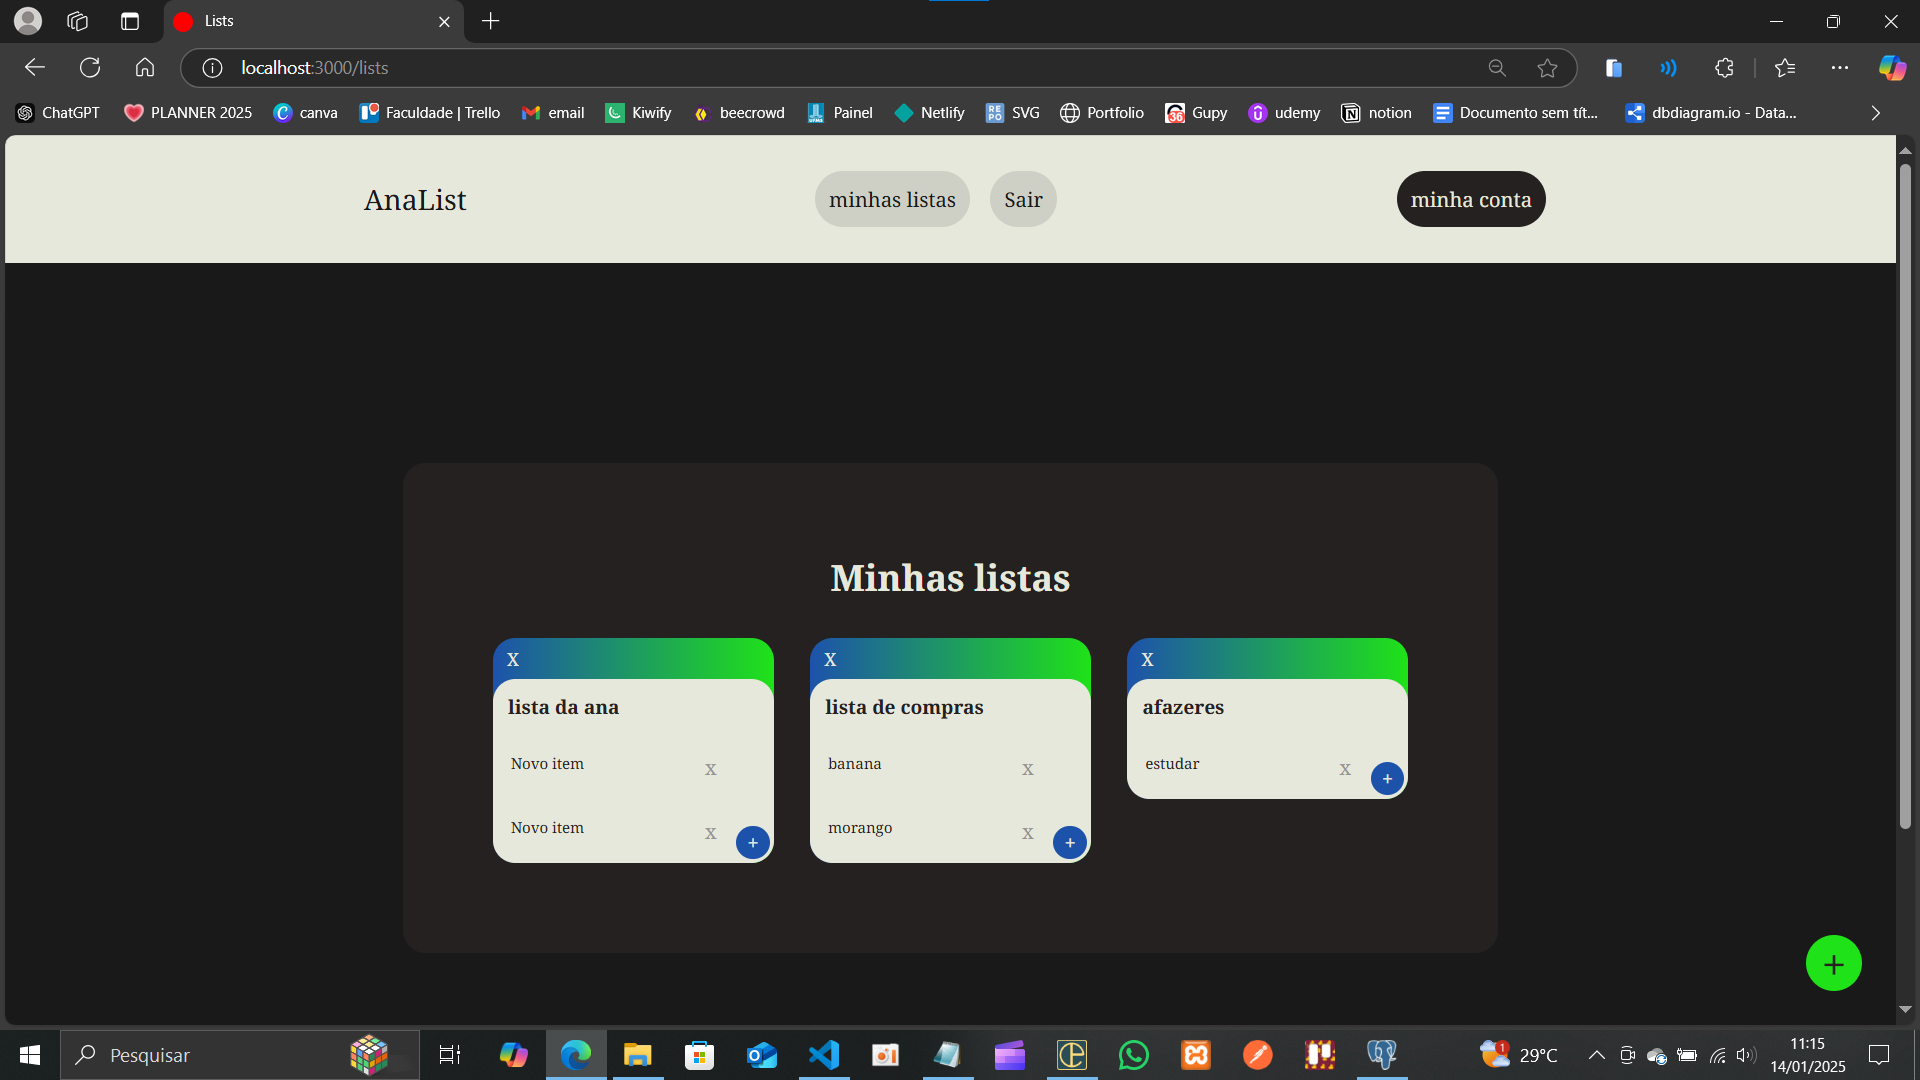 Lists
localhost:3000/lists
ChatGPT PLANNER 2025 canva Faculdade | Trello email Kiwify beecrowd Painel Netlify SVG Portfolio Gupy udemy notion Documento sem tít... dbdiagram.io - Data...
AnaList minhas listas Sair minha conta
Minhas listas
X X X
lista da ana lista de compras afazeres
Novo item x banana x estudar x +
Novo item x + morango x +
+
Pesquisar 1 29°C 11:15
14/01/2025